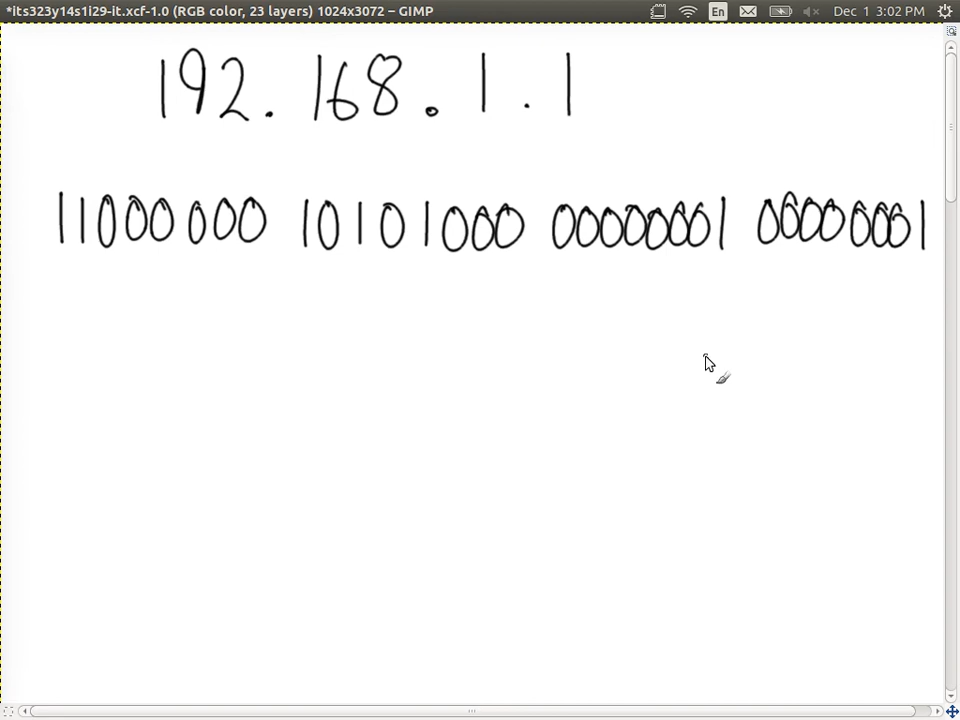 *its323y14s1l29-it.xcf-1.0 (RGB color, 23 layers) 1024x3072 – GIMP
En
Dec 1 3:02 PM
192.168.1.1
11000000 10101000 00000001 00000001